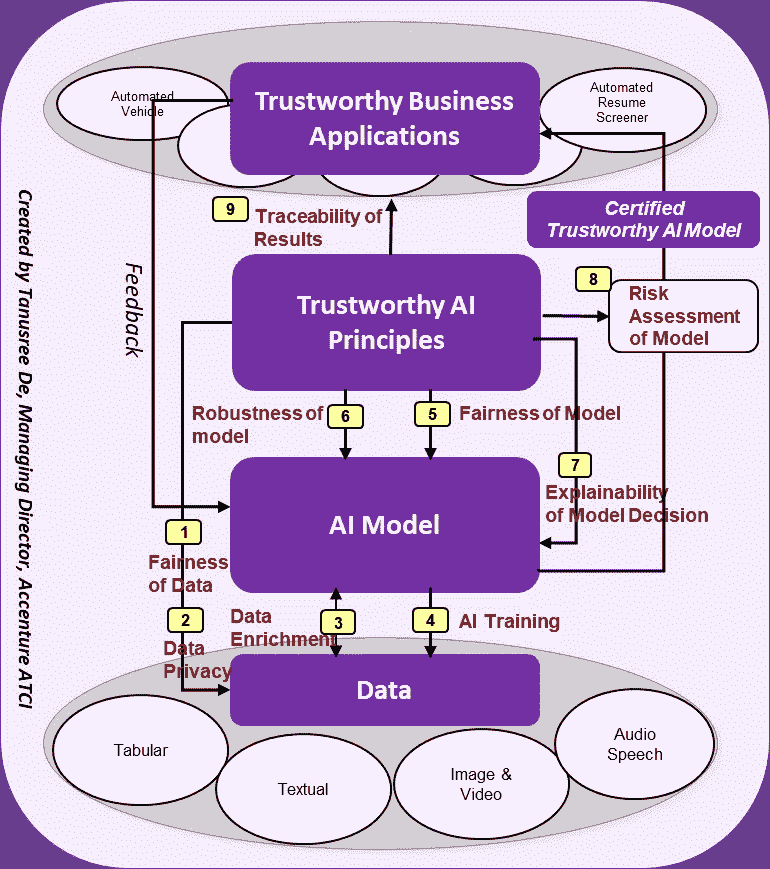 Automated
Vehicle
Trustworthy Business
Applications
Automated
Resume
Screener
9
Traceability of
Results
Certified
Trustworthy AI Model
Feedback
Created by Tanusree De, Managing Director, Accenture ATCI
Trustworthy AI
Principles
8
Risk
Assessment
of Model
Robustness of
model
6
5
Fairness of Model
7
Explainability
of Model Decision
AI Model
1
Fairness
of Data
2
Data
Privacy
Data
Enrichment
3
4
AI Training
Data
Tabular
Textual
Image &
Video
Audio
Speech